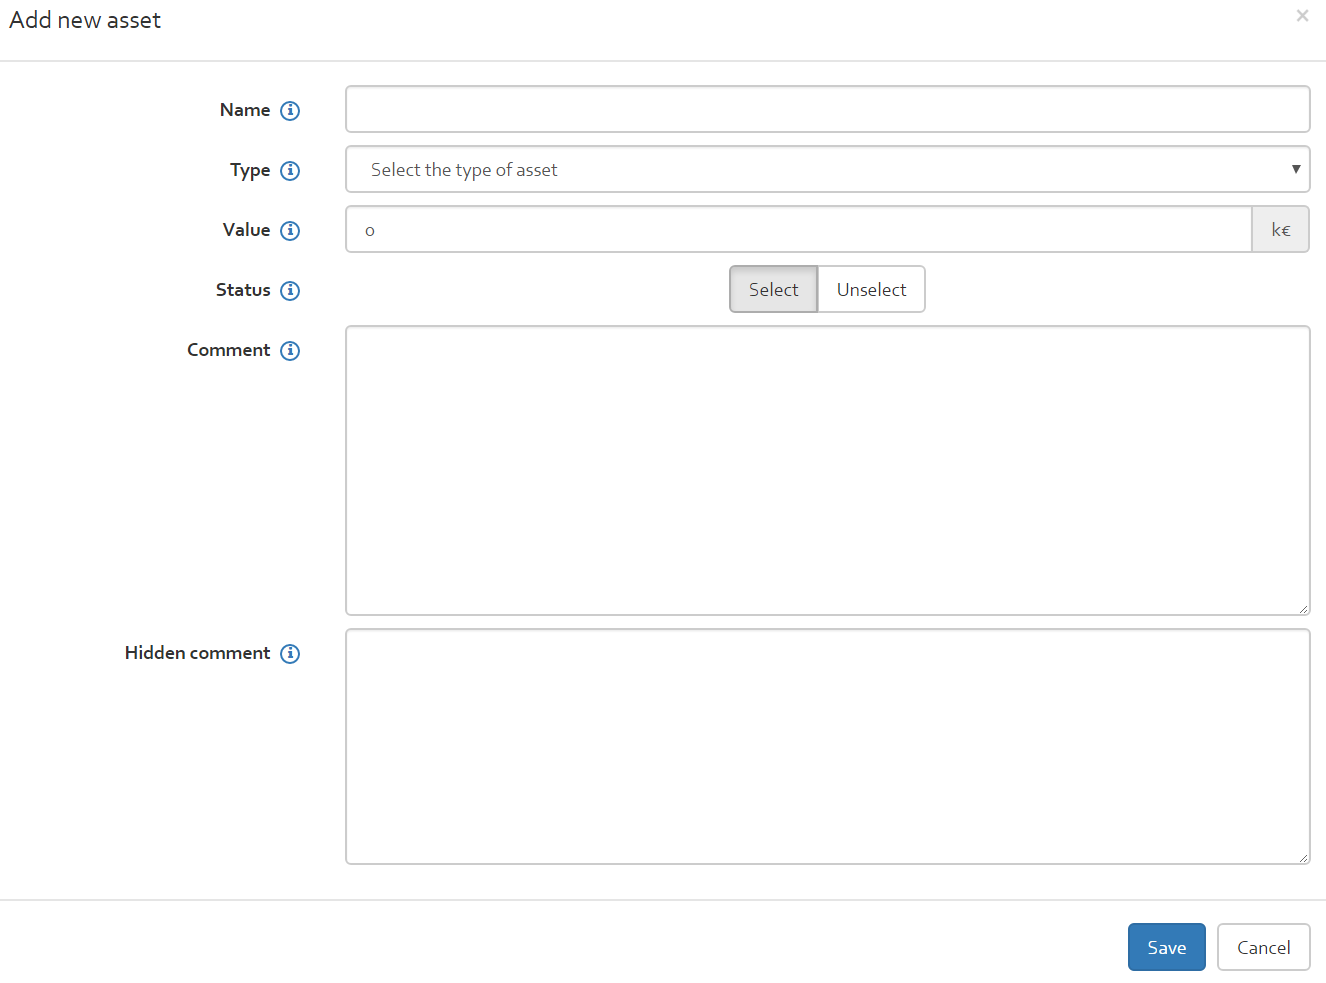 Add new asset ×
Name
Type Select the type of asset
Value 0 k€
Status Select Unselect
Comment
Hidden comment
Save Cancel